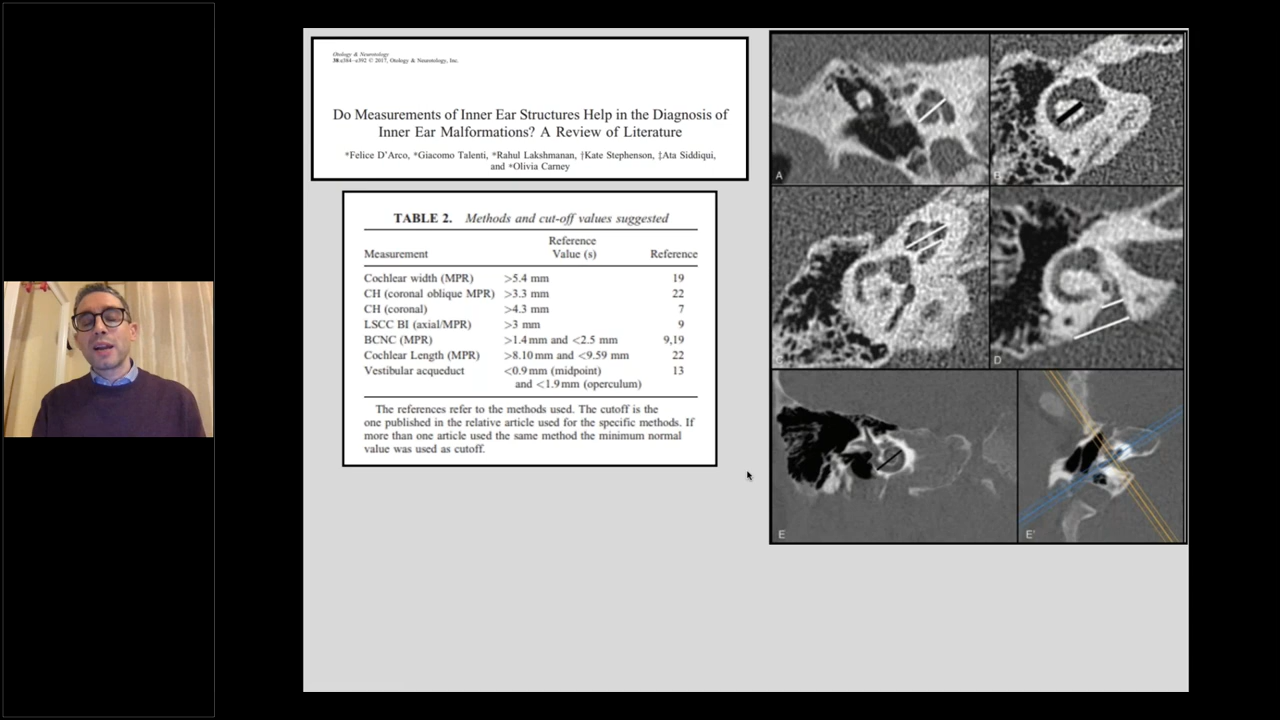 Otology & Neurotology
38:e384–e392 © 2017, Otology & Neurotology, Inc.
Do Measurements of Inner Ear Structures Help in the Diagnosis of
Inner Ear Malformations? A Review of Literature
*Felice D'Arco, *Giacomo Talenti, *Rahul Lakshmanan, †Kate Stephenson, ‡Ata Siddiqui,
and *Olivia Carney
TABLE 2. Methods and cut-off values suggested
Measurement Reference Value (s) Reference
Cochlear width (MPR) >5.4 mm 19
CH (coronal oblique MPR) >3.3 mm 22
CH (coronal) >4.3 mm 7
LSCC BI (axial/MPR) >3 mm 9
BCNC (MPR) >1.4 mm and <2.5 mm 9,19
Cochlear Length (MPR) >8.10 mm and <9.59 mm 22
Vestibular acqueduct <0.9 mm (midpoint) 13
and <1.9 mm (operculum)
The references refer to the methods used. The cutoff is the
one published in the relative article used for the specific methods. If
more than one article used the same method the minimum normal
value was used as cutoff.
A
B
C
D
E
E'